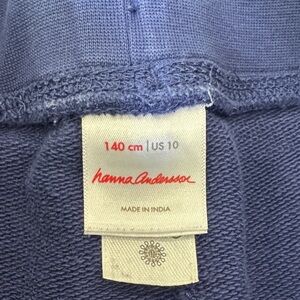 140 cm | US 10
hanna andersson
MADE IN INDIA